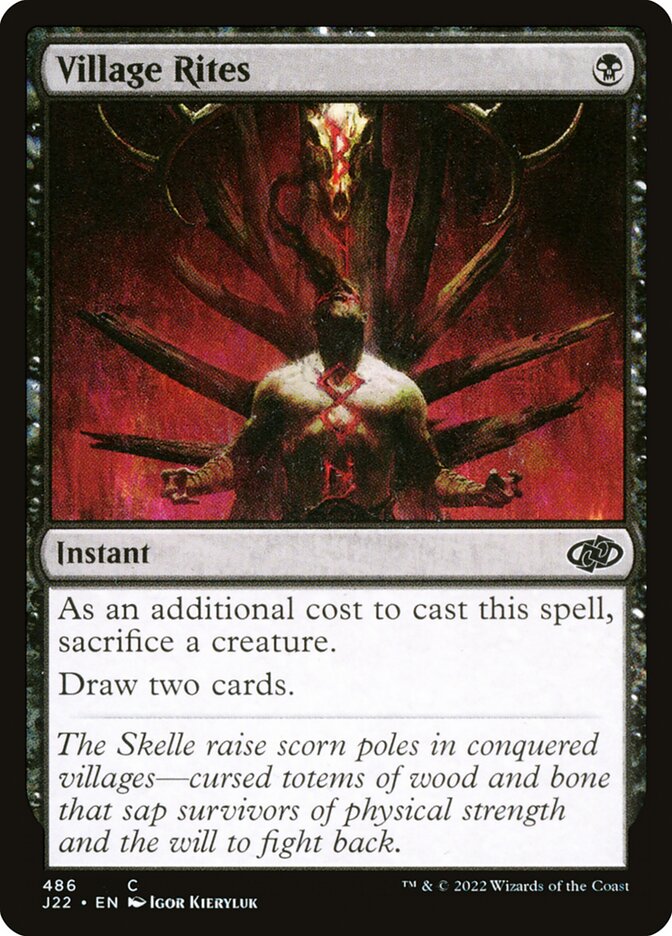 Village Rites
Instant
As an additional cost to cast this spell,
sacrifice a creature.
Draw two cards.
The Skelle raise scorn poles in conquered
villages—cursed totems of wood and bone
that sap survivors of physical strength
and the will to fight back.
486 C
J22 • EN Igor Kieryluk
™ & © 2022 Wizards of the Coast